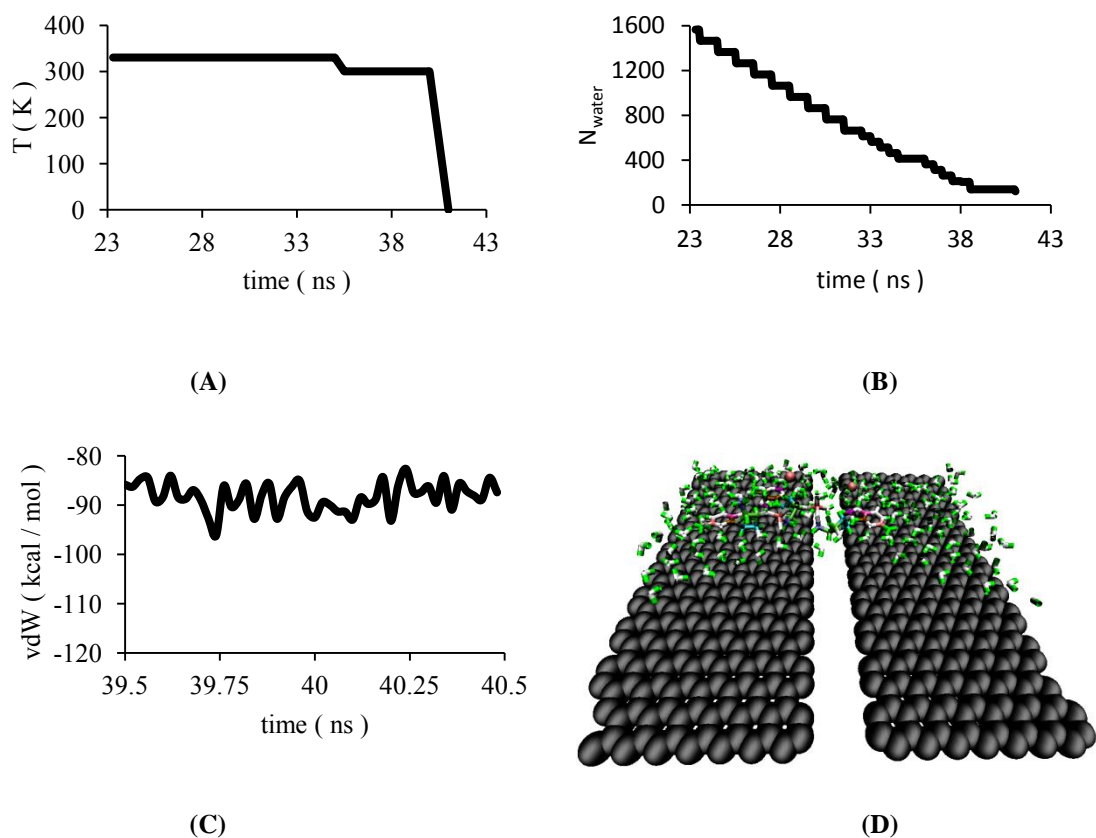 400
300
200
100
0
T ( K )
23 28 33 38 43
time ( ns )
(A)
1600
1200
800
400
0
N_water
23 28 33 38 43
time ( ns )
(B)
-80
-90
-100
-110
-120
vdW ( kcal / mol )
39.5 39.75 40 40.25 40.5
time ( ns )
(C)
(D)